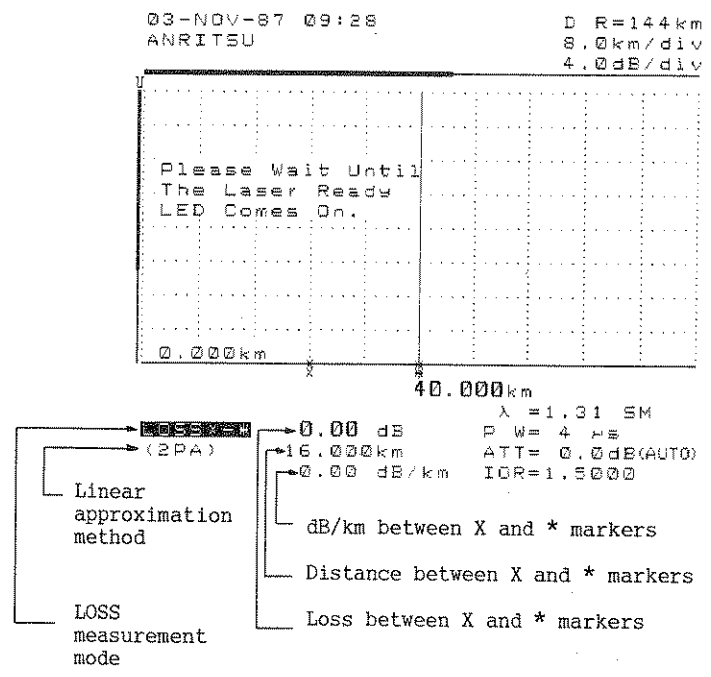 03-NOV-87 09:28
ANRITSU
D R=144km
8.0km/div
4.0dB/div
Please Wait Until
The Laser Ready
LED Comes On.
0.000km
X
*
40.000km
λ =1.31 SM
LOSSX-* 0.00 dB P W= 4 μs
(2PA) 16.000km ATT= 0.0dB(AUTO)
0.00 dB/km IOR=1.5000
Linear
approximation
method
dB/km between X and * markers
Distance between X and * markers
LOSS
measurement
mode
Loss between X and * markers